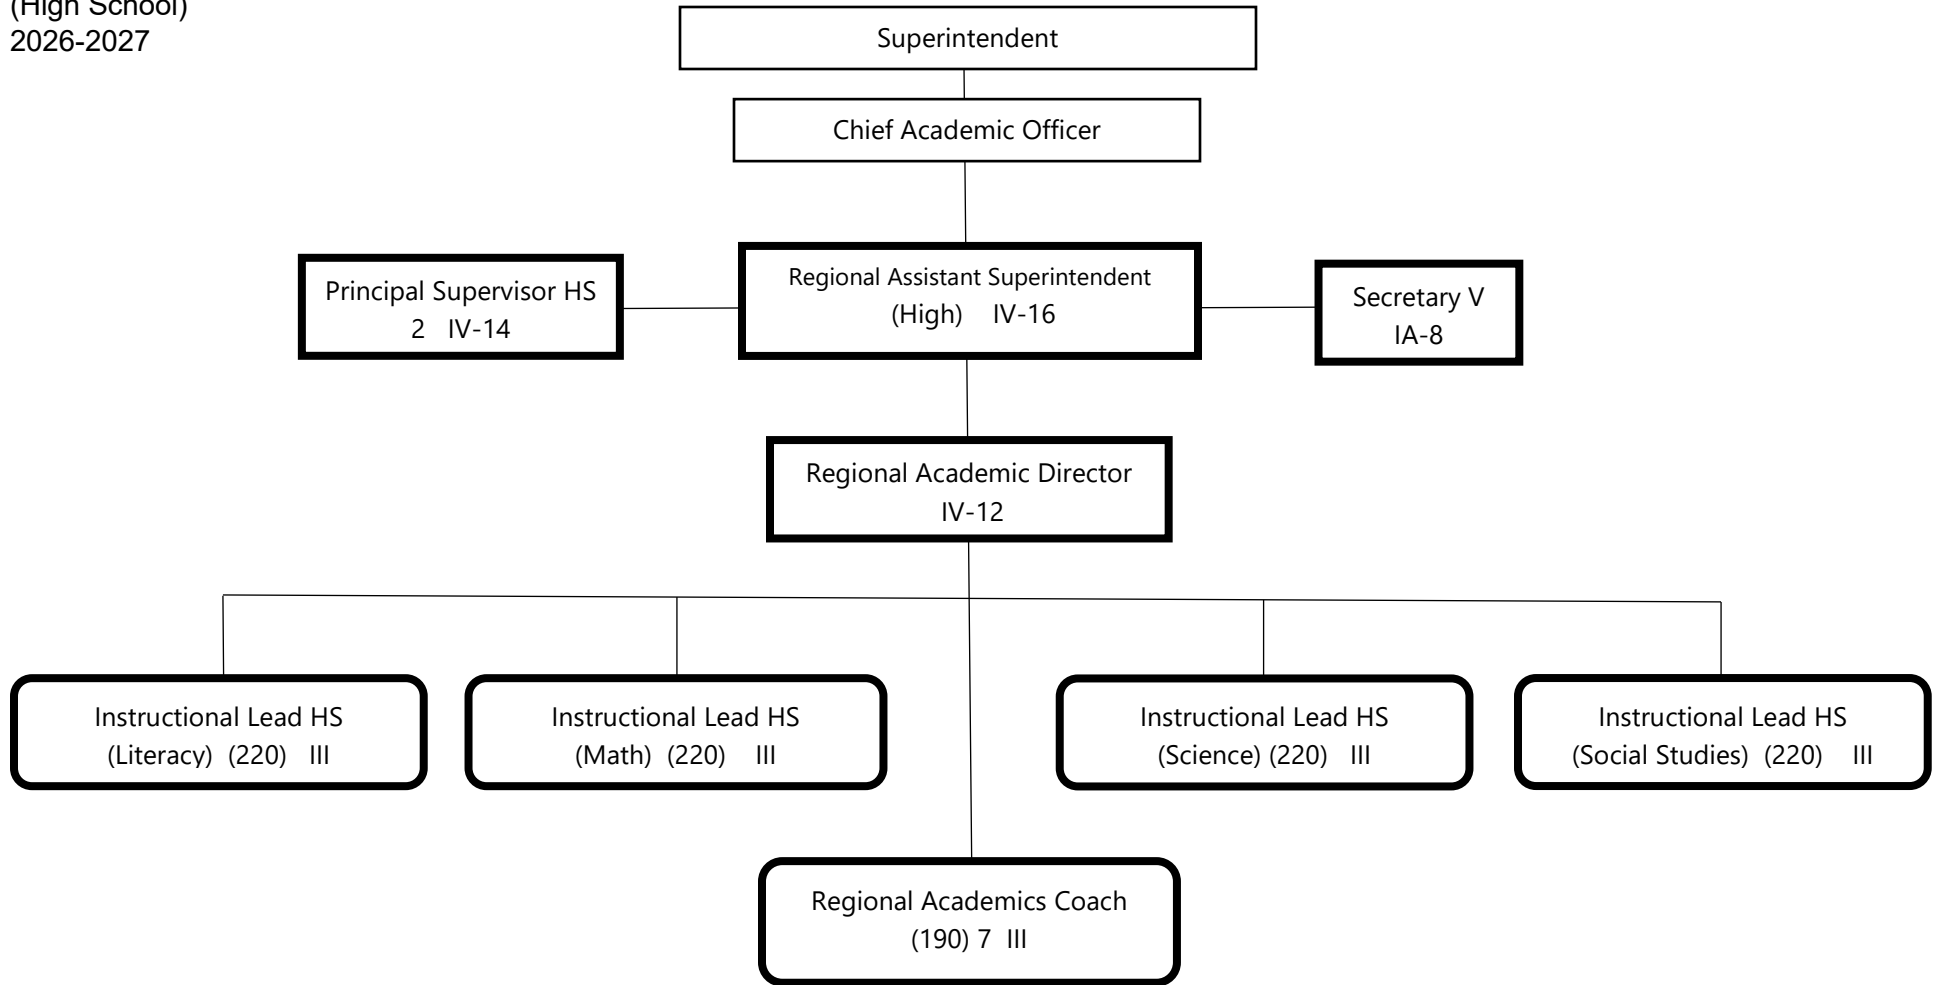 (High School)
2026-2027
Superintendent
Chief Academic Officer
Principal Supervisor HS
2 IV-14
Regional Assistant Superintendent
(High) IV-16
Secretary V
IA-8
Regional Academic Director
IV-12
Instructional Lead HS
(Literacy) (220) III
Instructional Lead HS
(Math) (220) III
Instructional Lead HS
(Science) (220) III
Instructional Lead HS
(Social Studies) (220) III
Regional Academics Coach
(190) 7 III